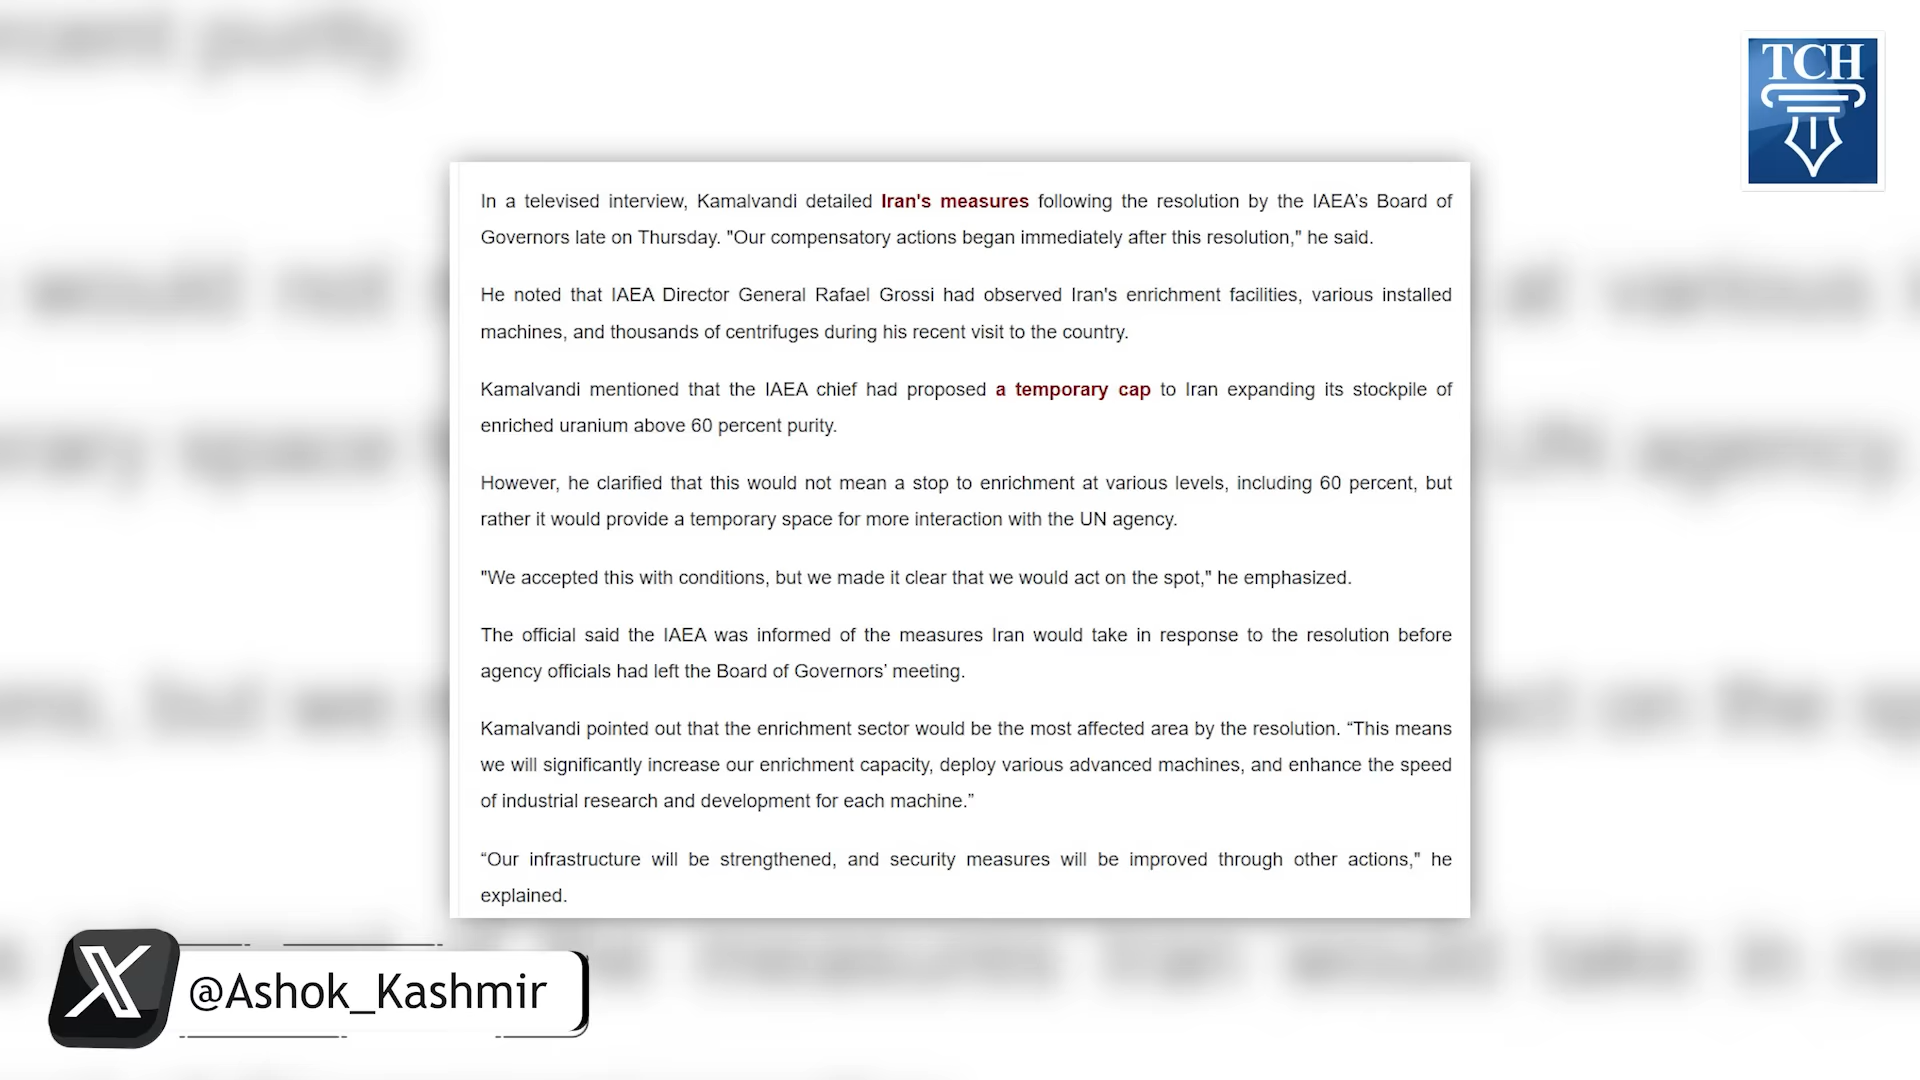 TCH
In a televised interview, Kamalvandi detailed Iran's measures following the resolution by the IAEA’s Board of
Governors late on Thursday. "Our compensatory actions began immediately after this resolution," he said.
He noted that IAEA Director General Rafael Grossi had observed Iran's enrichment facilities, various installed
machines, and thousands of centrifuges during his recent visit to the country.
Kamalvandi mentioned that the IAEA chief had proposed a temporary cap to Iran expanding its stockpile of
enriched uranium above 60 percent purity.
However, he clarified that this would not mean a stop to enrichment at various levels, including 60 percent, but
rather it would provide a temporary space for more interaction with the UN agency.
"We accepted this with conditions, but we made it clear that we would act on the spot," he emphasized.
The official said the IAEA was informed of the measures Iran would take in response to the resolution before
agency officials had left the Board of Governors’ meeting.
Kamalvandi pointed out that the enrichment sector would be the most affected area by the resolution. “This means
we will significantly increase our enrichment capacity, deploy various advanced machines, and enhance the speed
of industrial research and development for each machine.”
“Our infrastructure will be strengthened, and security measures will be improved through other actions," he
explained.
@Ashok_Kashmir